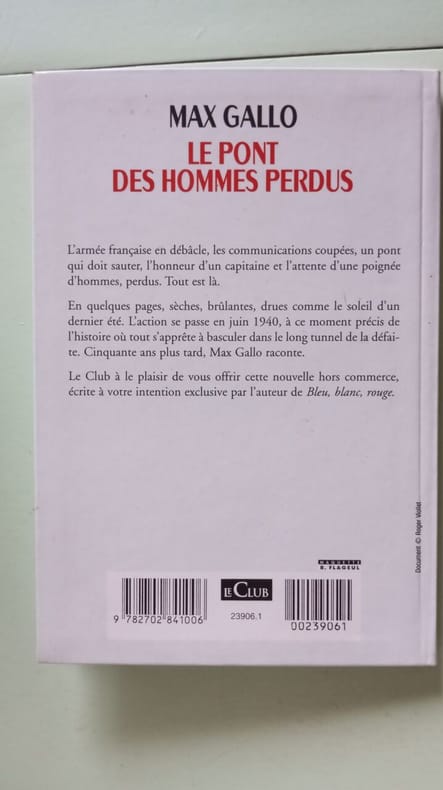 MAX GALLO
LE PONT
DES HOMMES PERDUS
L'armée française en débâcle, les communications coupées, un pont
qui doit sauter, l'honneur d'un capitaine et l'attente d'une poignée
d'hommes, perdus. Tout est là.
En quelques pages, sèches, brûlantes, drues comme le soleil d'un
dernier été. L'action se passe en juin 1940, à ce moment précis de
l'histoire où tout s'apprête à basculer dans le long tunnel de la défai-
te. Cinquante ans plus tard, Max Gallo raconte.
Le Club à le plaisir de vous offrir cette nouvelle hors commerce,
écrite à votre intention exclusive par l'auteur de Bleu, blanc, rouge.
Document © Roger Viollet
MAQUETTE
B. FLAGEUL
LE CLUB
9 782702 841006
23906.1
00239061